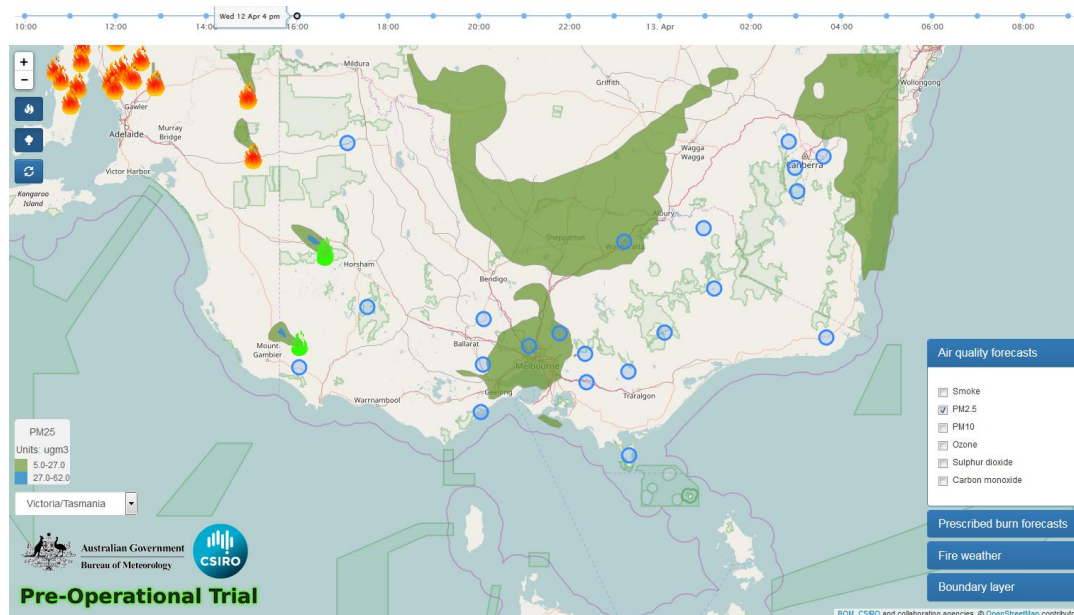 Wed 12 Apr 4 pm
10:00
12:00
14:00
16:00
18:00
20:00
22:00
13. Apr
02:00
04:00
06:00
08:00
+
−
Mildura
Griffith
Wollongong
Gawler
Adelaide
Murray
Bridge
Wagga
Wagga
Canberra
Victor Harbor
Kangaroo
Island
Albury
Shepparton
Wangaratta
Horsham
Bendigo
Mount
Gambier
Ballarat
Melbourne
Geelong
Warrnambool
Traralgon
Air quality forecasts
Smoke
PM2.5
PM10
Ozone
Sulphur dioxide
Carbon monoxide
Prescribed burn forecasts
Fire weather
Boundary layer
PM25
Units: ugm3
5.0-27.0
27.0-62.0
Victoria/Tasmania
Australian Government
Bureau of Meteorology
CSIRO
Pre-Operational Trial
BOM, CSIRO and collaborating agencies, © OpenStreetMap contributo